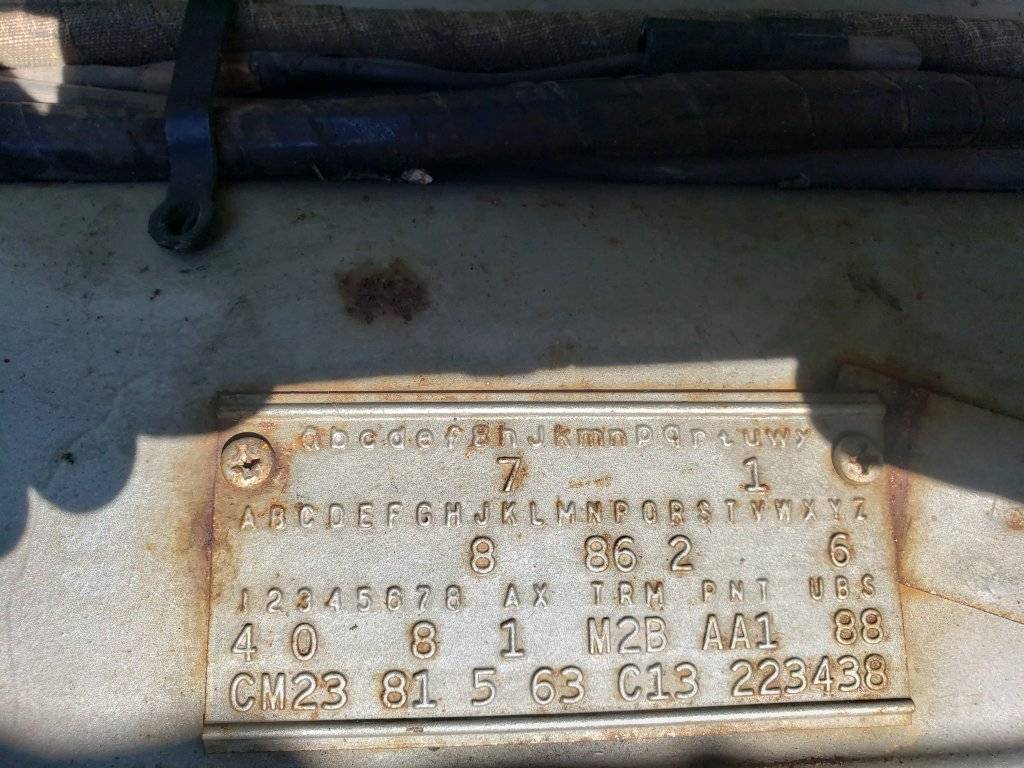 abcdefghJkmnpqrtuwx
7 1
ABCDEFGHJKLMNPQRSTVWXYZ
8 86 2 6
12345678 AX TRM PNT UBS
4 0 8 1 M2B AA1 88
CM23 81 5 63 C13 223438